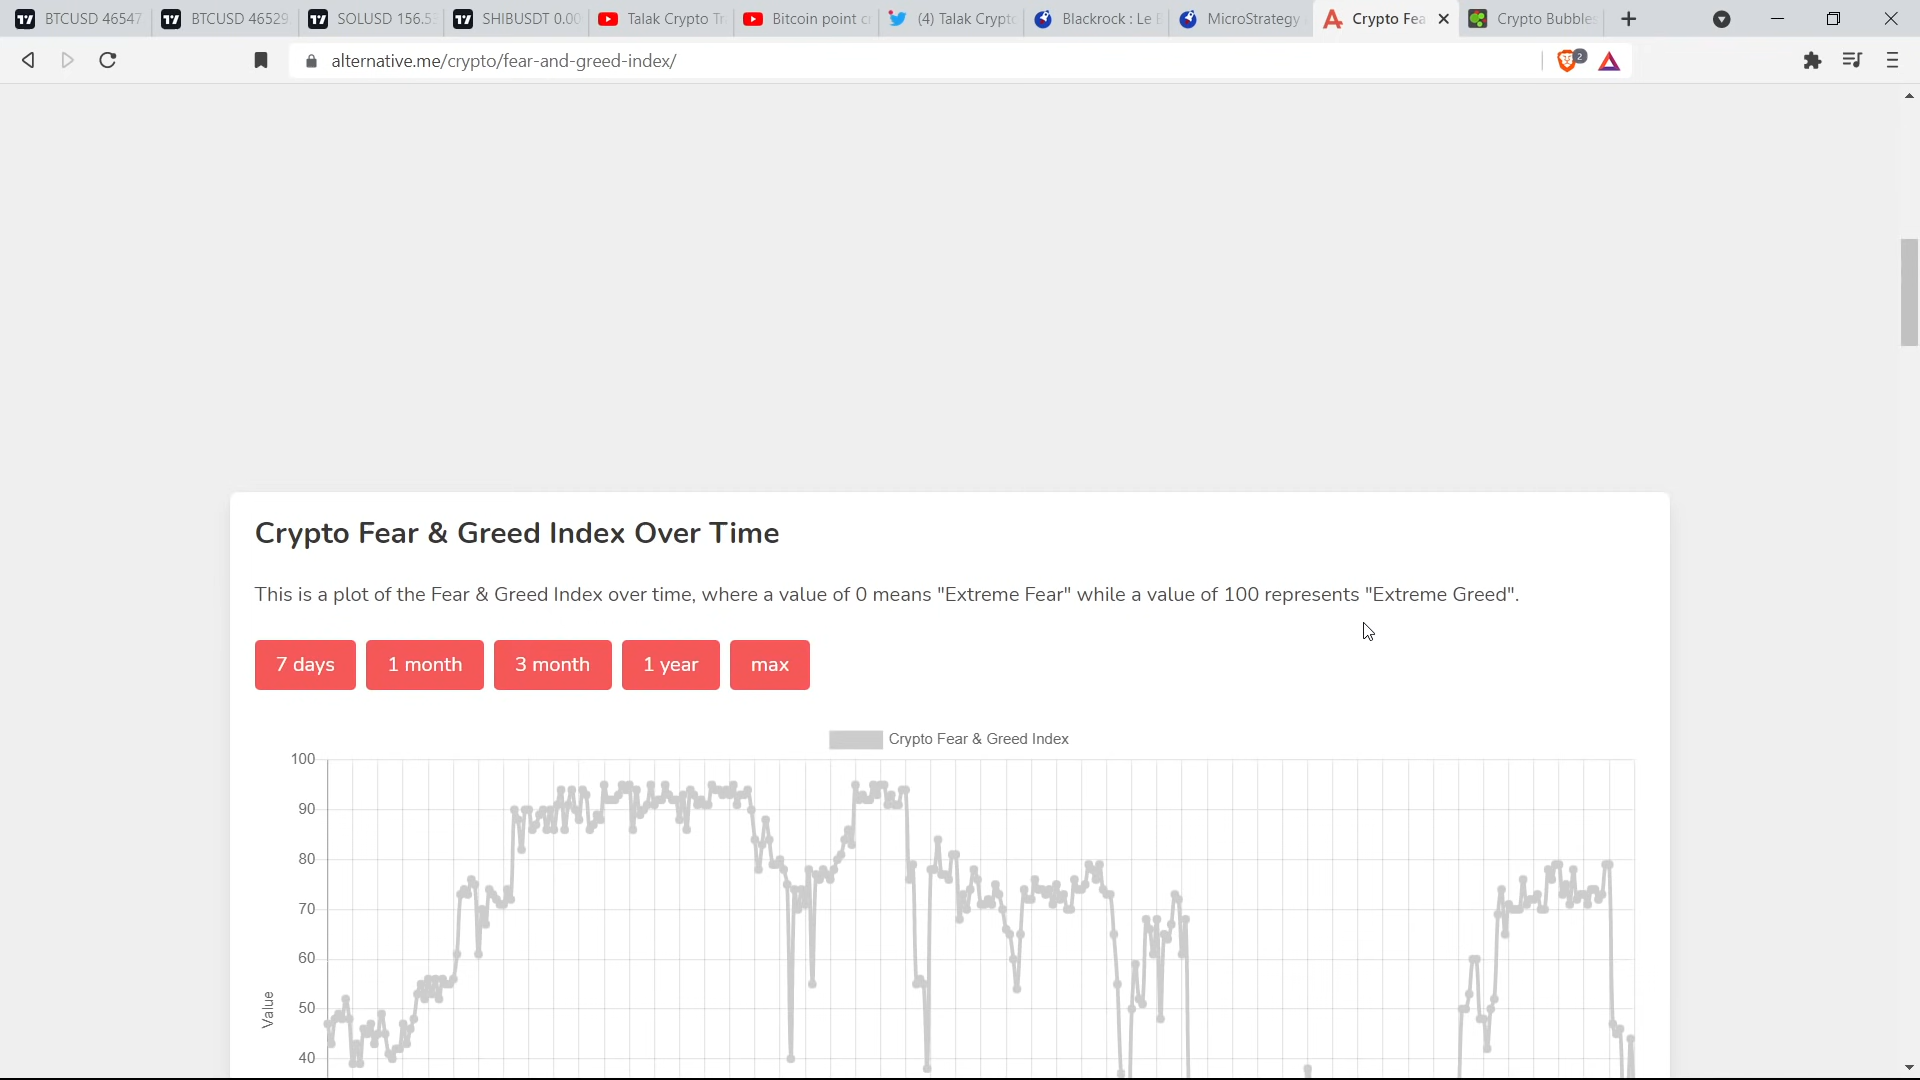 BTCUSD 46547
BTCUSD 46529
SOLUSD 156.5
SHIBUSDT 0.00
Talak Crypto Tr
Bitcoin point c
(4) Talak Crypt
Blackrock : Le
MicroStrategy
Crypto Fea
Crypto Bubble
alternative.me/crypto/fear-and-greed-index/
2
Crypto Fear & Greed Index Over Time
This is a plot of the Fear & Greed Index over time, where a value of 0 means "Extreme Fear" while a value of 100 represents "Extreme Greed".
7 days
1 month
3 month
1 year
max
Crypto Fear & Greed Index
100
90
80
70
60
50
40
Value